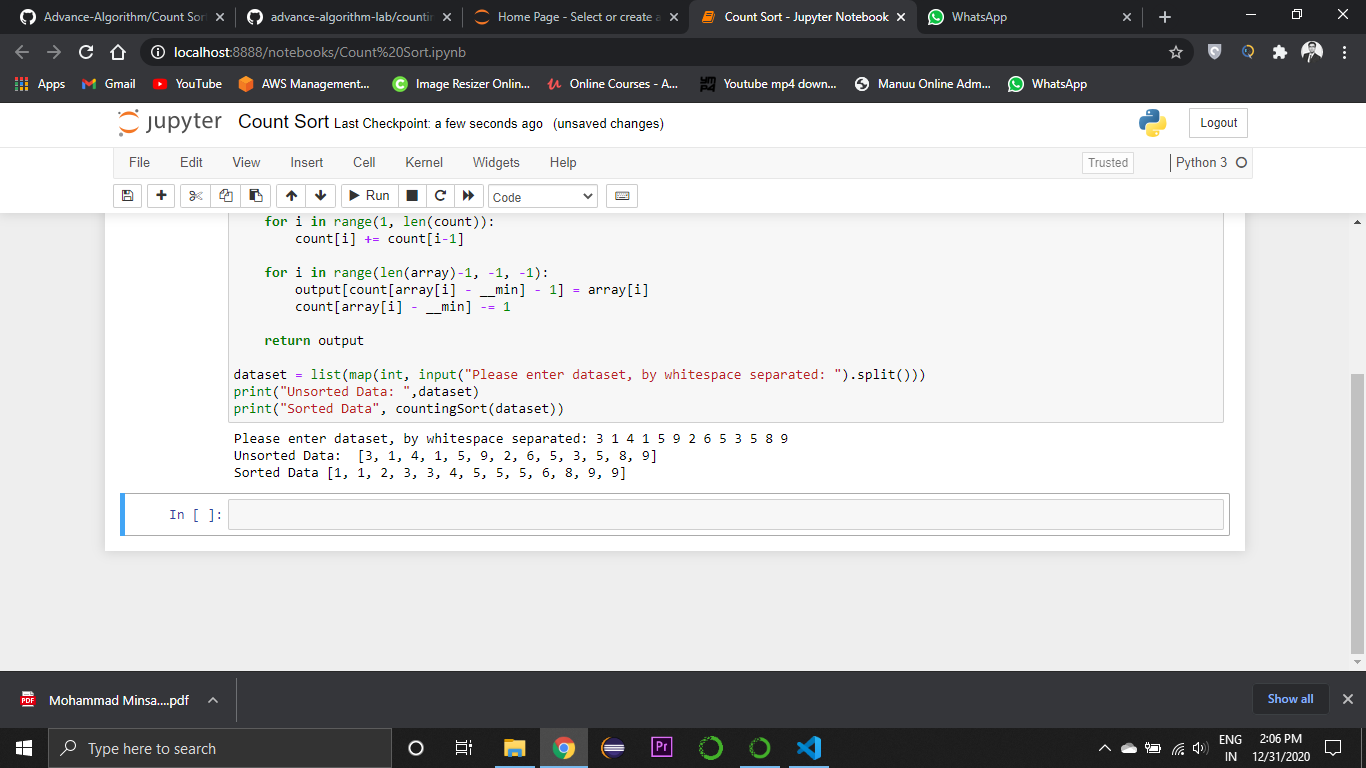 Advance-Algorithm/Count Sor
advance-algorithm-lab/countin
Home Page - Select or create a
Count Sort - Jupyter Notebook
WhatsApp
localhost:8888/notebooks/Count%20Sort.ipynb
Apps
Gmail
YouTube
AWS Management...
Image Resizer Onlin...
Online Courses - A...
Youtube mp4 down...
Manuu Online Adm...
WhatsApp
jupyter Count Sort Last Checkpoint: a few seconds ago (unsaved changes)
Logout
File Edit View Insert Cell Kernel Widgets Help
Trusted
Python 3
Run
Code
for i in range(1, len(count)):
count[i] += count[i-1]
for i in range(len(array)-1, -1, -1):
output[count[array[i] - __min] - 1] = array[i]
count[array[i] - __min] -= 1
return output
dataset = list(map(int, input("Please enter dataset, by whitespace separated: ").split()))
print("Unsorted Data: ",dataset)
print("Sorted Data", countingSort(dataset))
Please enter dataset, by whitespace separated: 3 1 4 1 5 9 2 6 5 3 5 8 9
Unsorted Data:  [3, 1, 4, 1, 5, 9, 2, 6, 5, 3, 5, 8, 9]
Sorted Data [1, 1, 2, 3, 3, 4, 5, 5, 5, 6, 8, 9, 9]
In [ ]:
PDF
Mohammad Minsa....pdf
Show all
Type here to search
Pr
ENG
IN
2:06 PM
12/31/2020